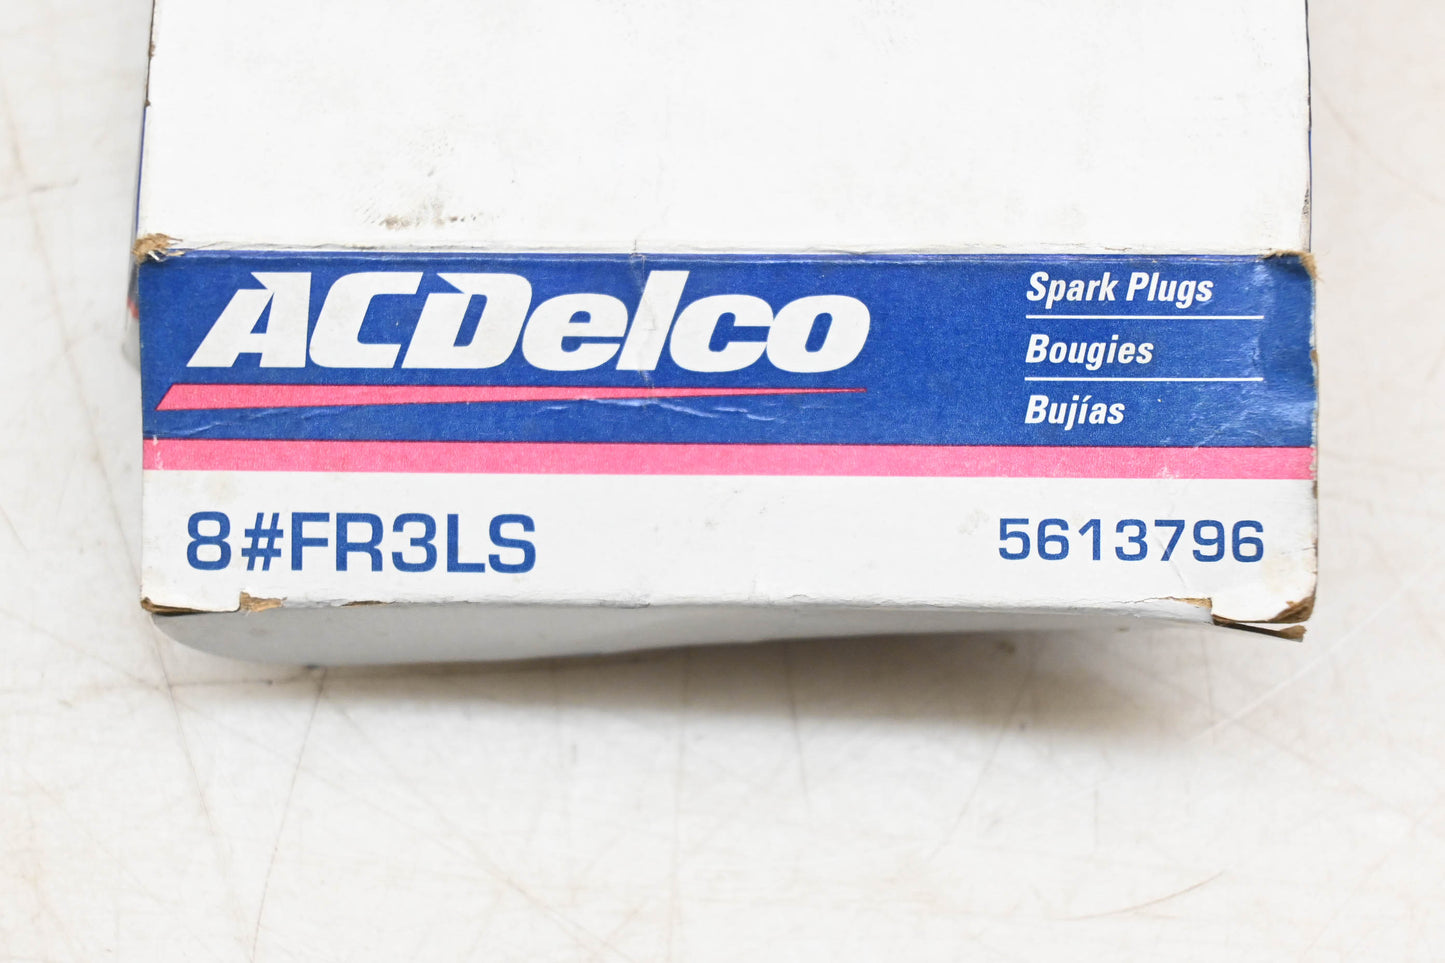 ACDelco
Spark Plugs
Bougies
Bujías
8#FR3LS
5613796